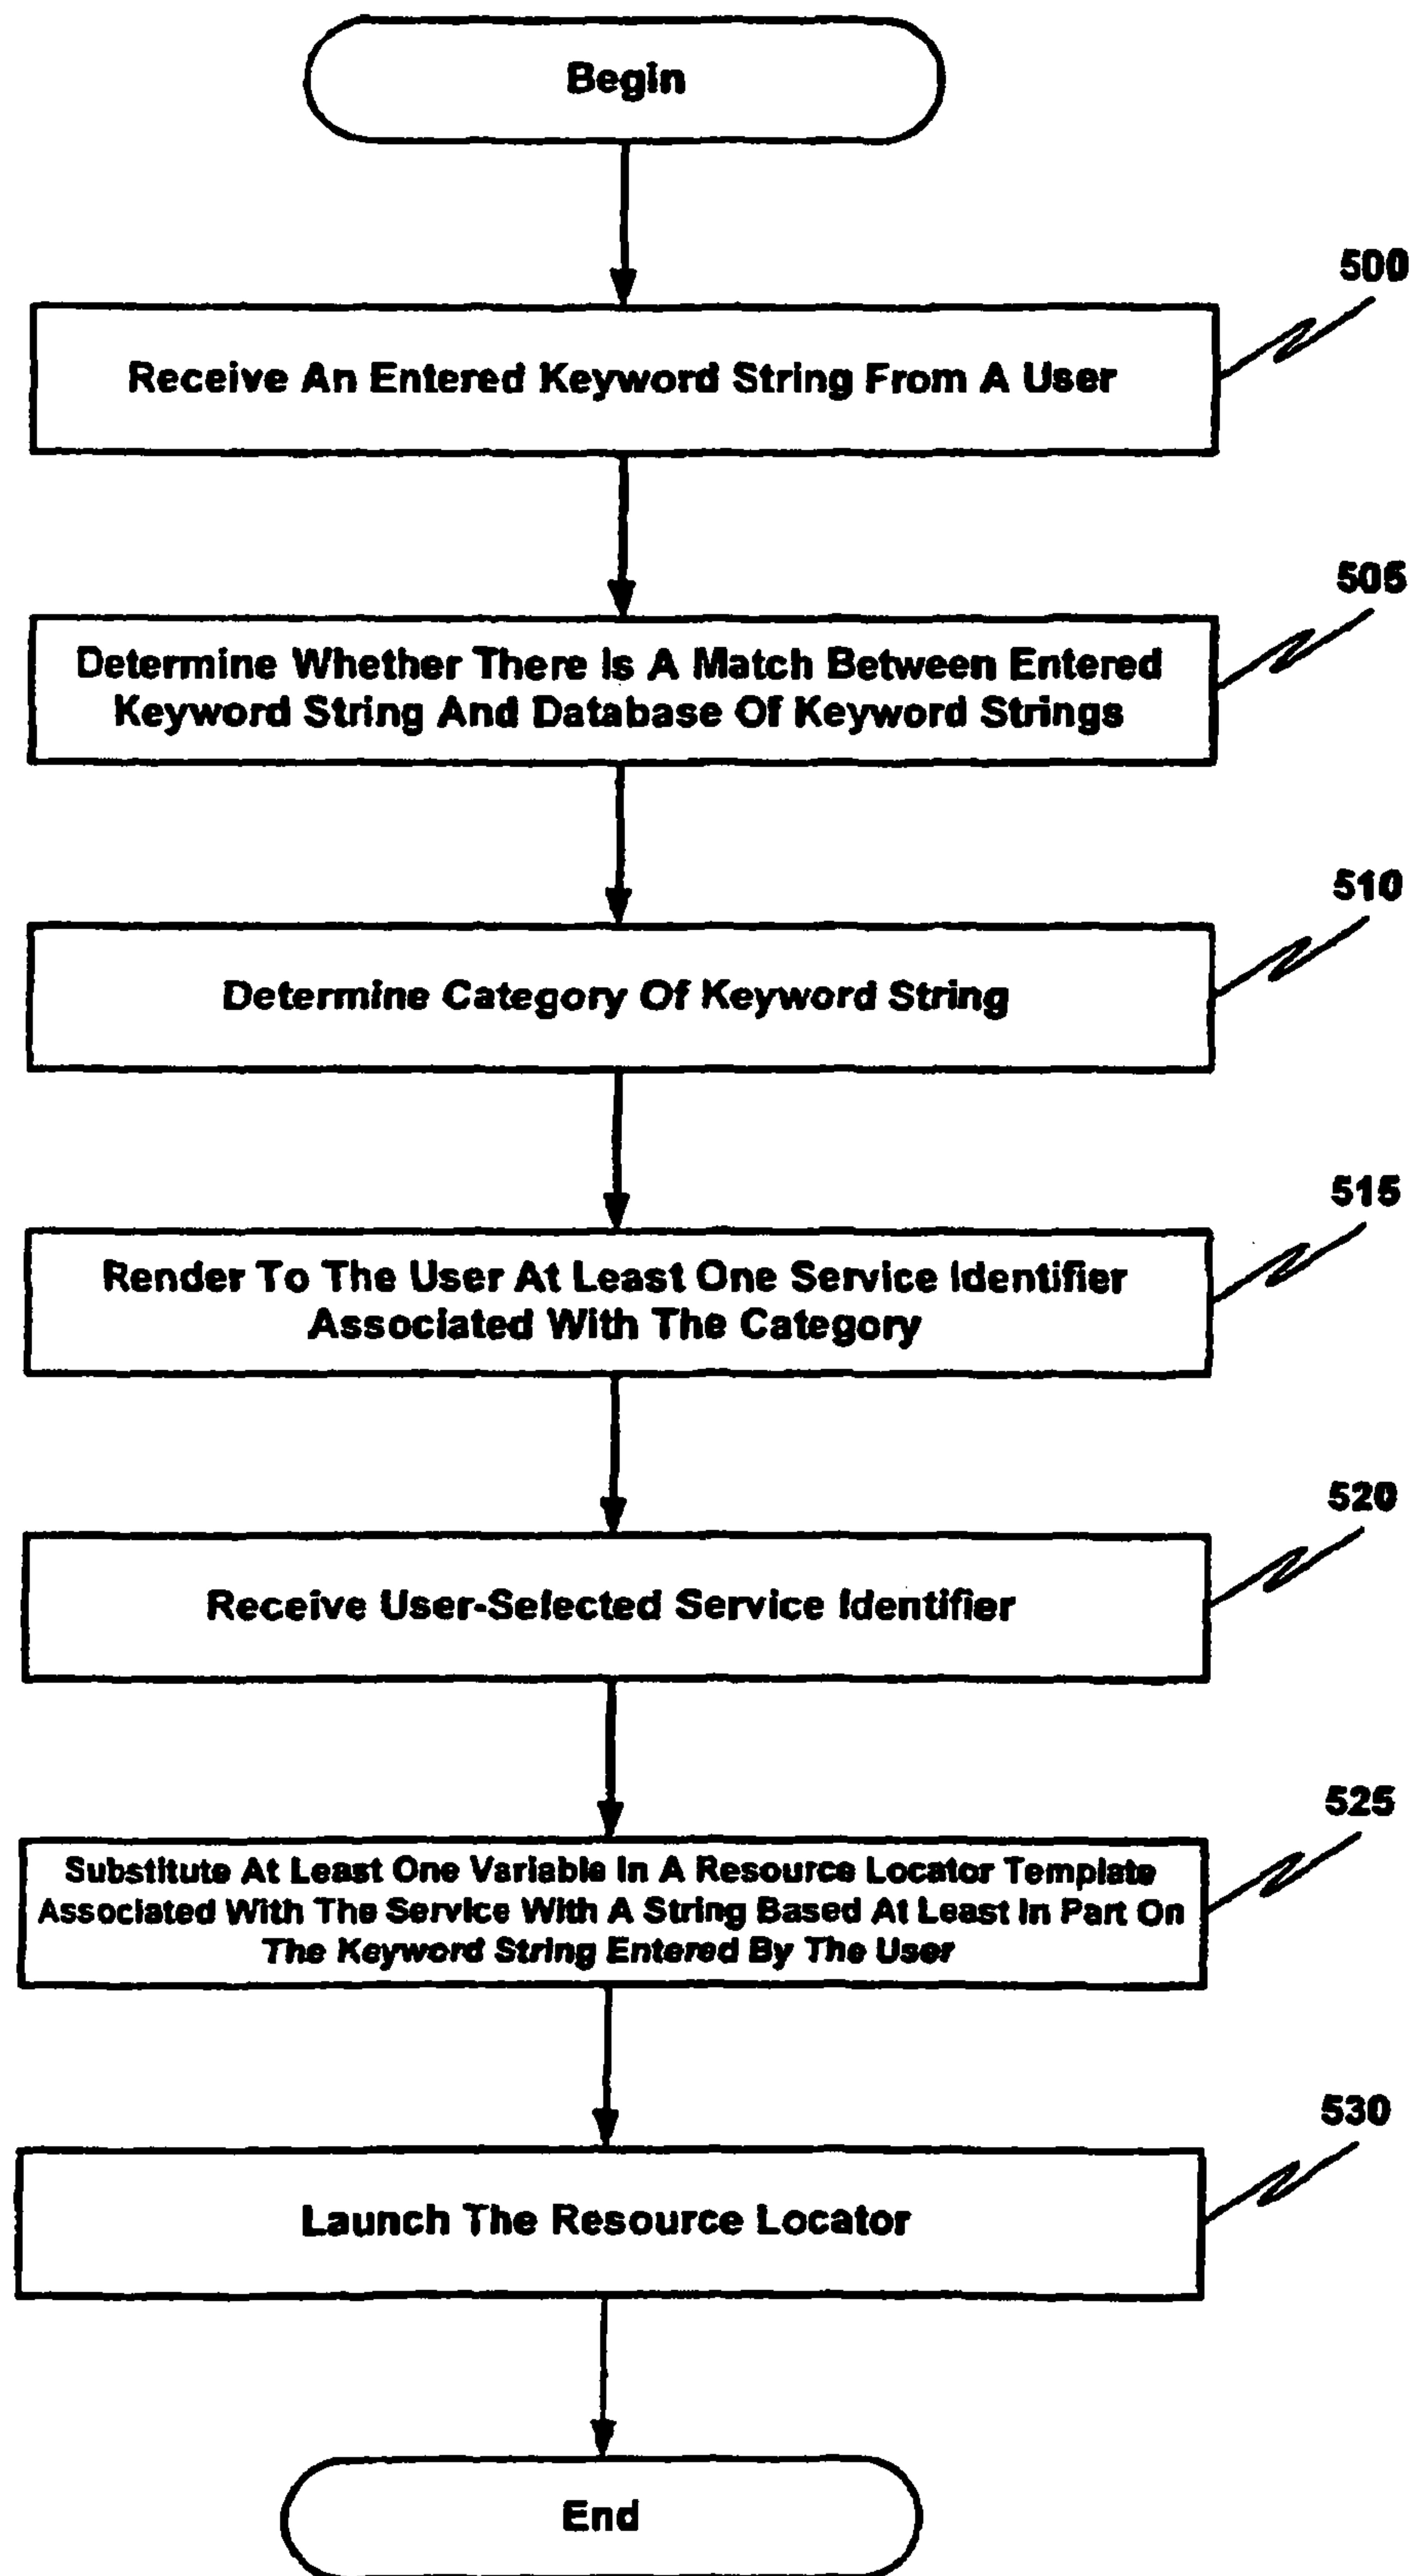 Begin
500
Receive An Entered Keyword String From A User
505
Determine Whether There Is A Match Between Entered
Keyword String And Database Of Keyword Strings
510
Determine Category Of Keyword String
515
Render To The User At Least One Service Identifier
Associated With The Category
520
Receive User-Selected Service Identifier
525
Substitute At Least One Variable In A Resource Locator Template
Associated With The Service With A String Based At Least In Part On
The Keyword String Entered By The User
530
Launch The Resource Locator
End